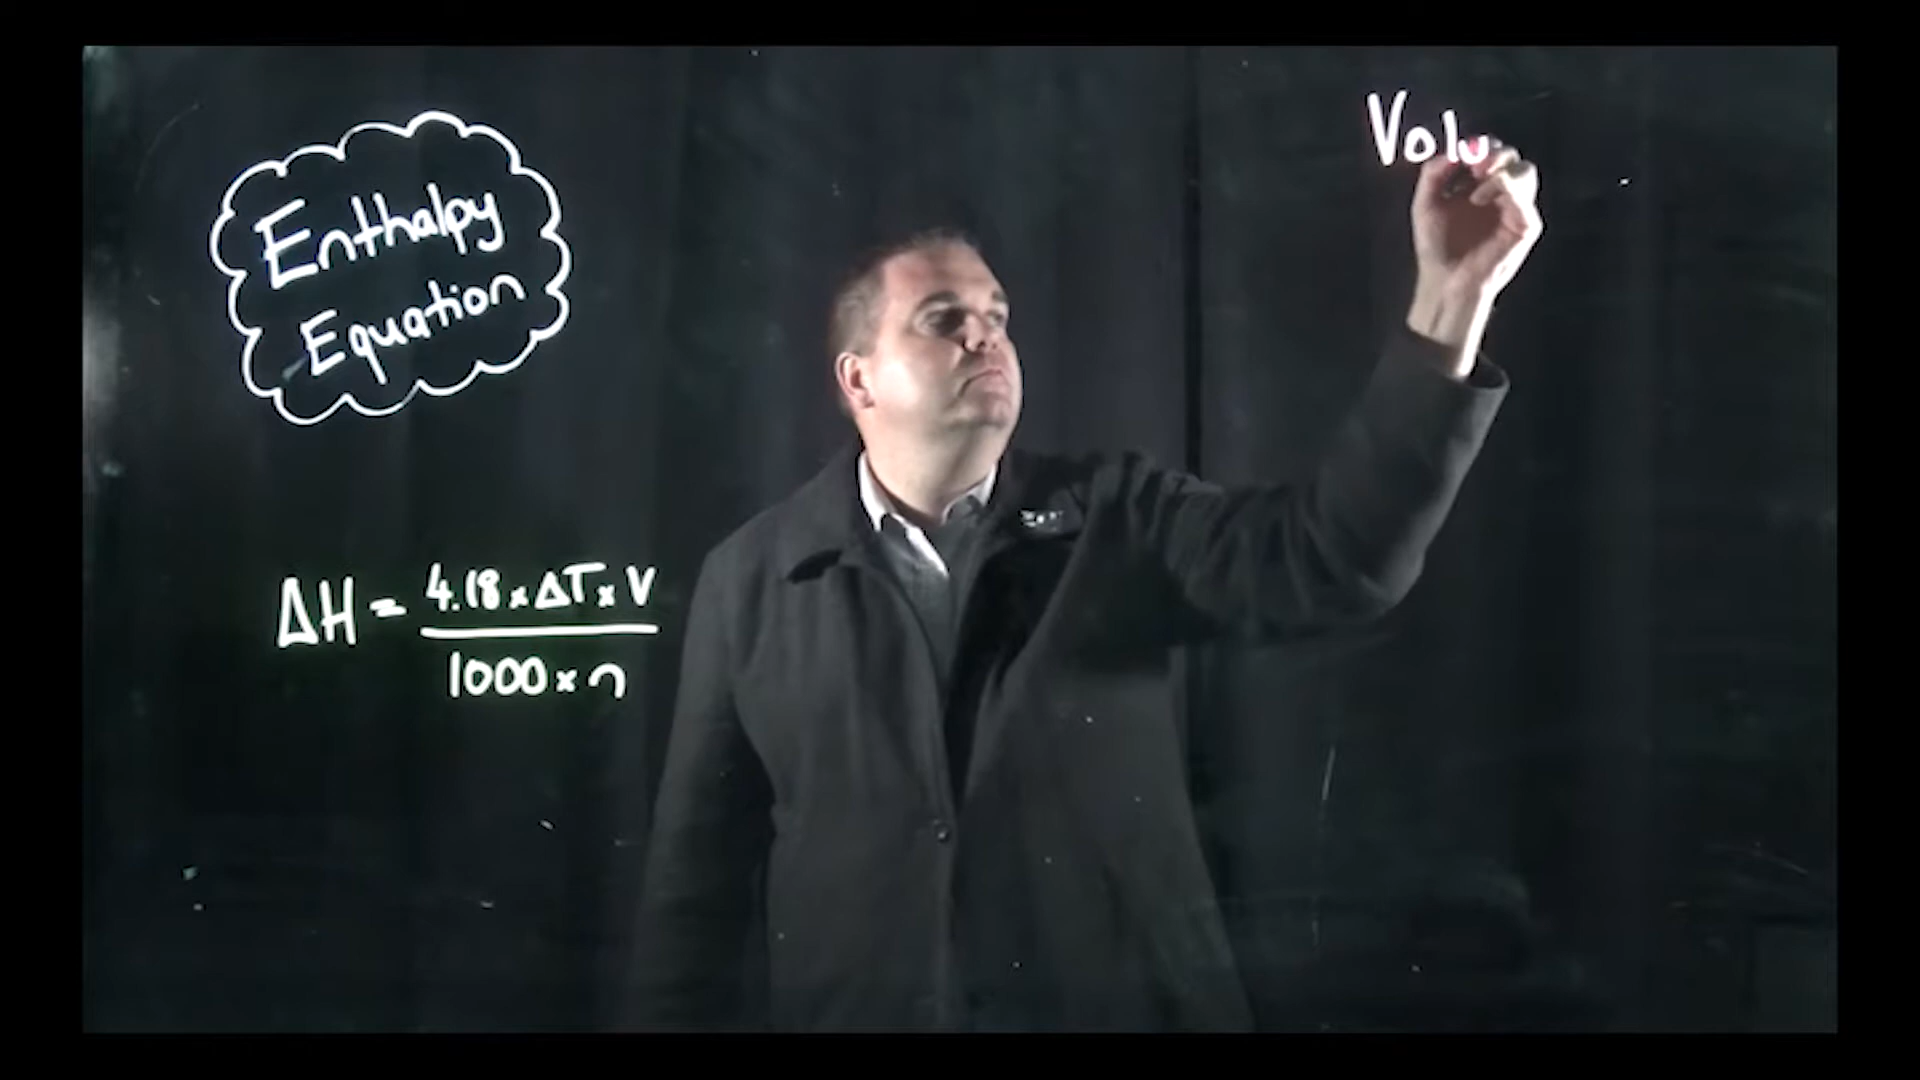 Enthalpy
Equation
ΔH = 4.18 × ΔT × V
1000 × n
Volu